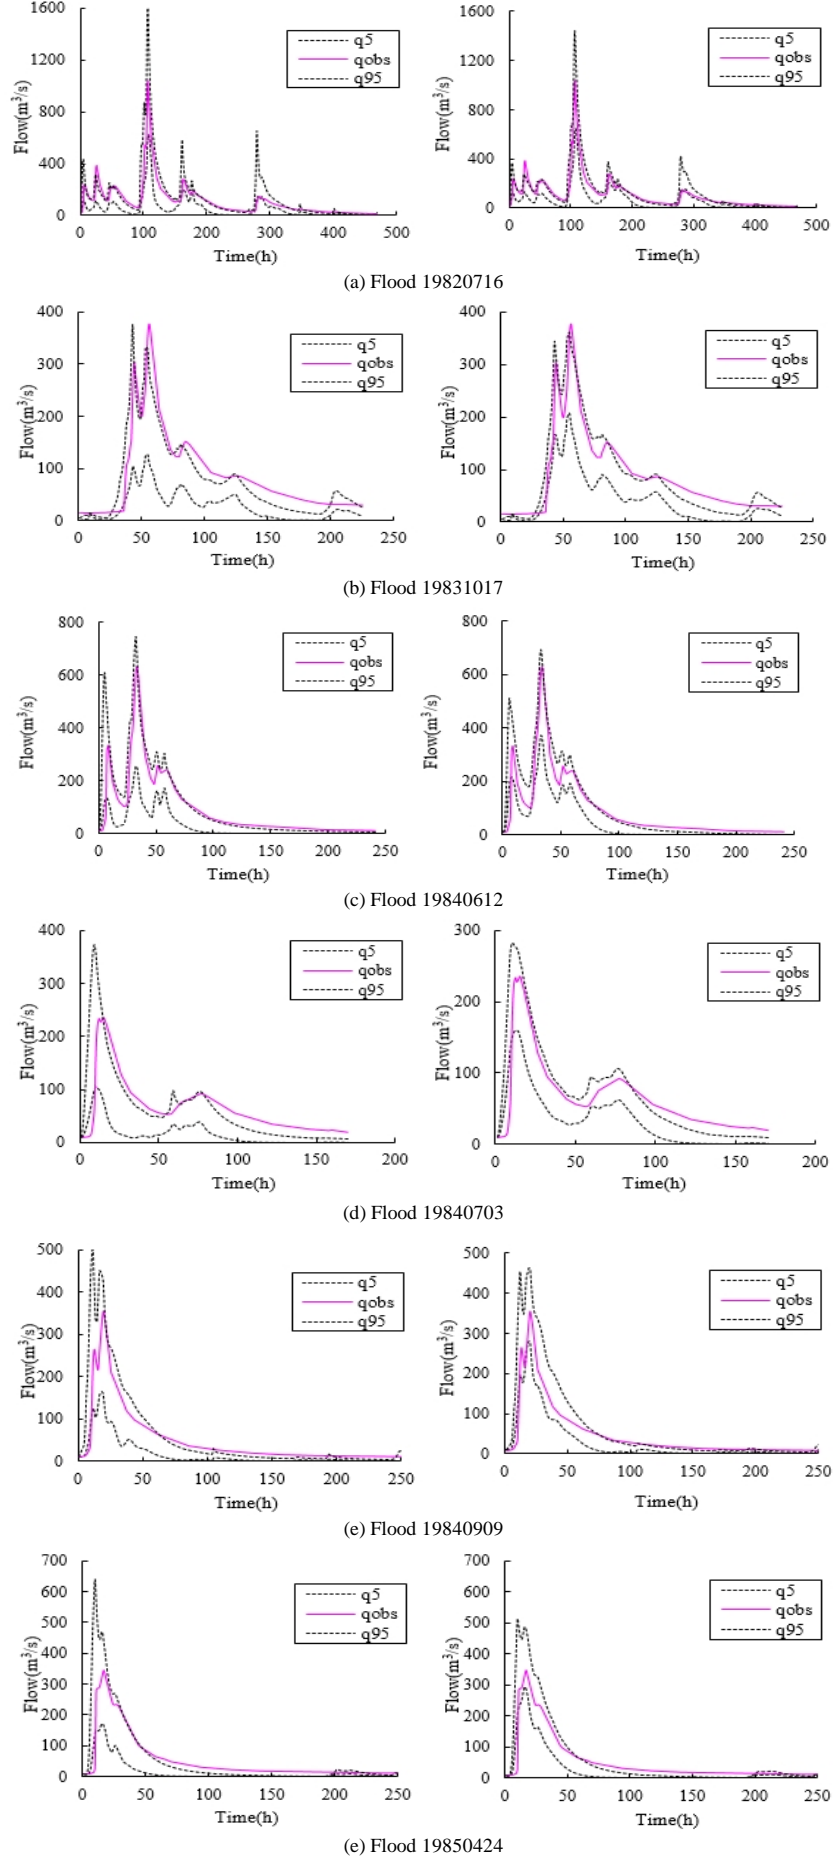 1600
1200
800
400
0
Flow(m³/s)
q5
qobs
q95
0 100 200 300 400 500
Time(h)
1600
1200
800
400
0
Flow(m³/s)
q5
qobs
q95
0 100 200 300 400 500
Time(h)
(a) Flood 19820716
400
300
200
100
0
Flow(m³/s)
q5
qobs
q95
0 50 100 150 200 250
Time(h)
400
300
200
100
0
Flow(m³/s)
q5
qobs
q95
0 50 100 150 200 250
Time(h)
(b) Flood 19831017
800
600
400
200
0
Flow(m³/s)
q5
qobs
q95
0 50 100 150 200 250
Time(h)
800
600
400
200
0
Flow(m³/s)
q5
qobs
q95
0 50 100 150 200 250
Time(h)
(c) Flood 19840612
400
300
200
100
0
Flow(m³/s)
q5
qobs
q95
0 50 100 150 200
Time(h)
300
200
100
0
Flow(m³/s)
q5
qobs
q95
0 50 100 150 200
Time(h)
(d) Flood 19840703
500
400
300
200
100
0
Flow(m³/s)
q5
qobs
q95
0 50 100 150 200 250
Time(h)
500
400
300
200
100
0
Flow(m³/s)
q5
qobs
q95
0 50 100 150 200 250
Time(h)
(e) Flood 19840909
700
600
500
400
300
200
100
0
Flow(m³/s)
q5
qobs
q95
0 50 100 150 200 250
Time(h)
700
600
500
400
300
200
100
0
Flow(m³/s)
q5
qobs
q95
0 50 100 150 200 250
Time(h)
(e) Flood 19850424